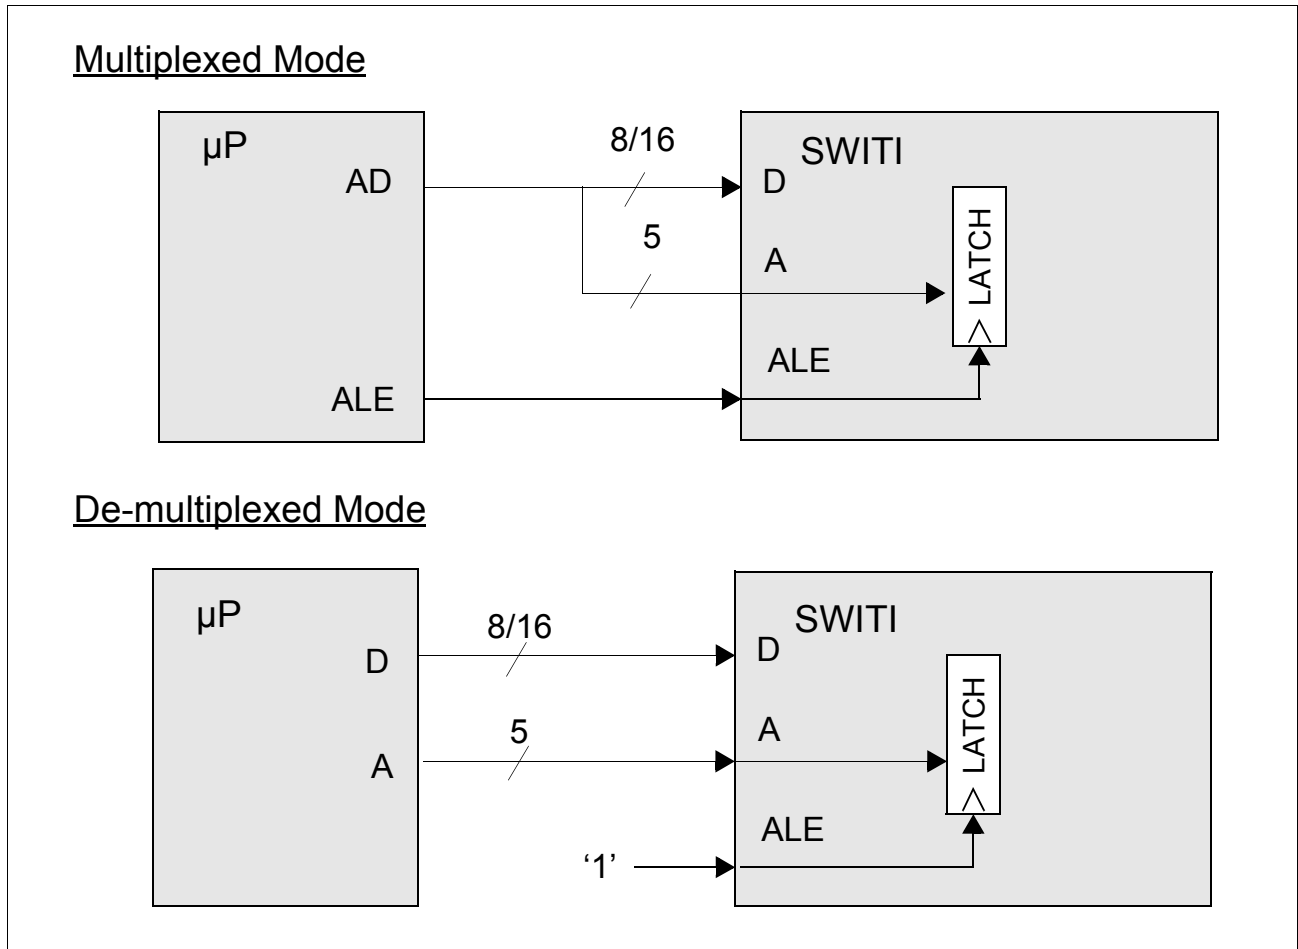 Multiplexed Mode
µP
AD
ALE
8/16
5
SWITI
D
A
ALE
LATCH
De-multiplexed Mode
µP
D
A
8/16
5
‘1’
SWITI
D
A
ALE
LATCH